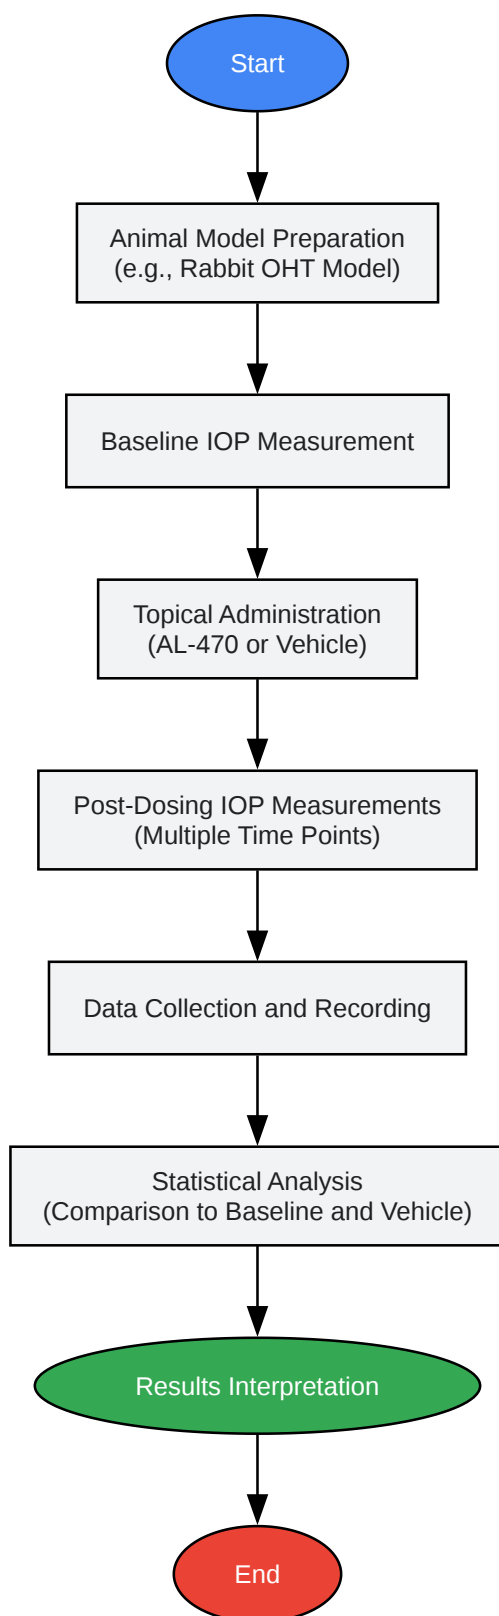 Start
Animal Model Preparation
(e.g., Rabbit OHT Model)
Baseline IOP Measurement
Topical Administration
(AL-470 or Vehicle)
Post-Dosing IOP Measurements
(Multiple Time Points)
Data Collection and Recording
Statistical Analysis
(Comparison to Baseline and Vehicle)
Results Interpretation
End